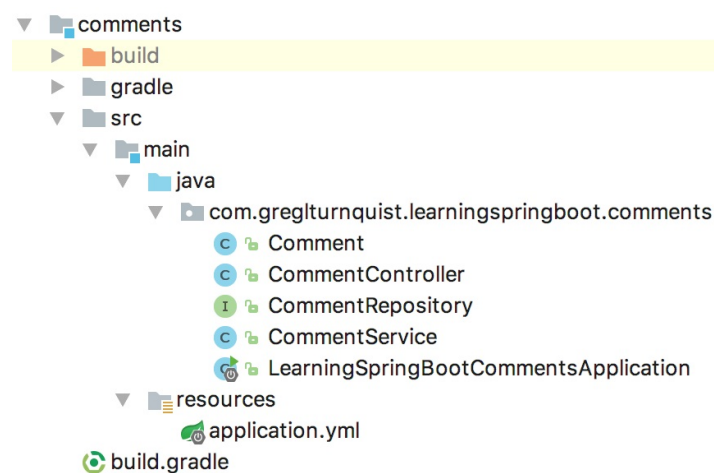 comments
build
gradle
src
main
java
com.greglturnquist.learningspringboot.comments
C Comment
C CommentController
I CommentRepository
C CommentService
C LearningSpringBootCommentsApplication
resources
application.yml
build.gradle